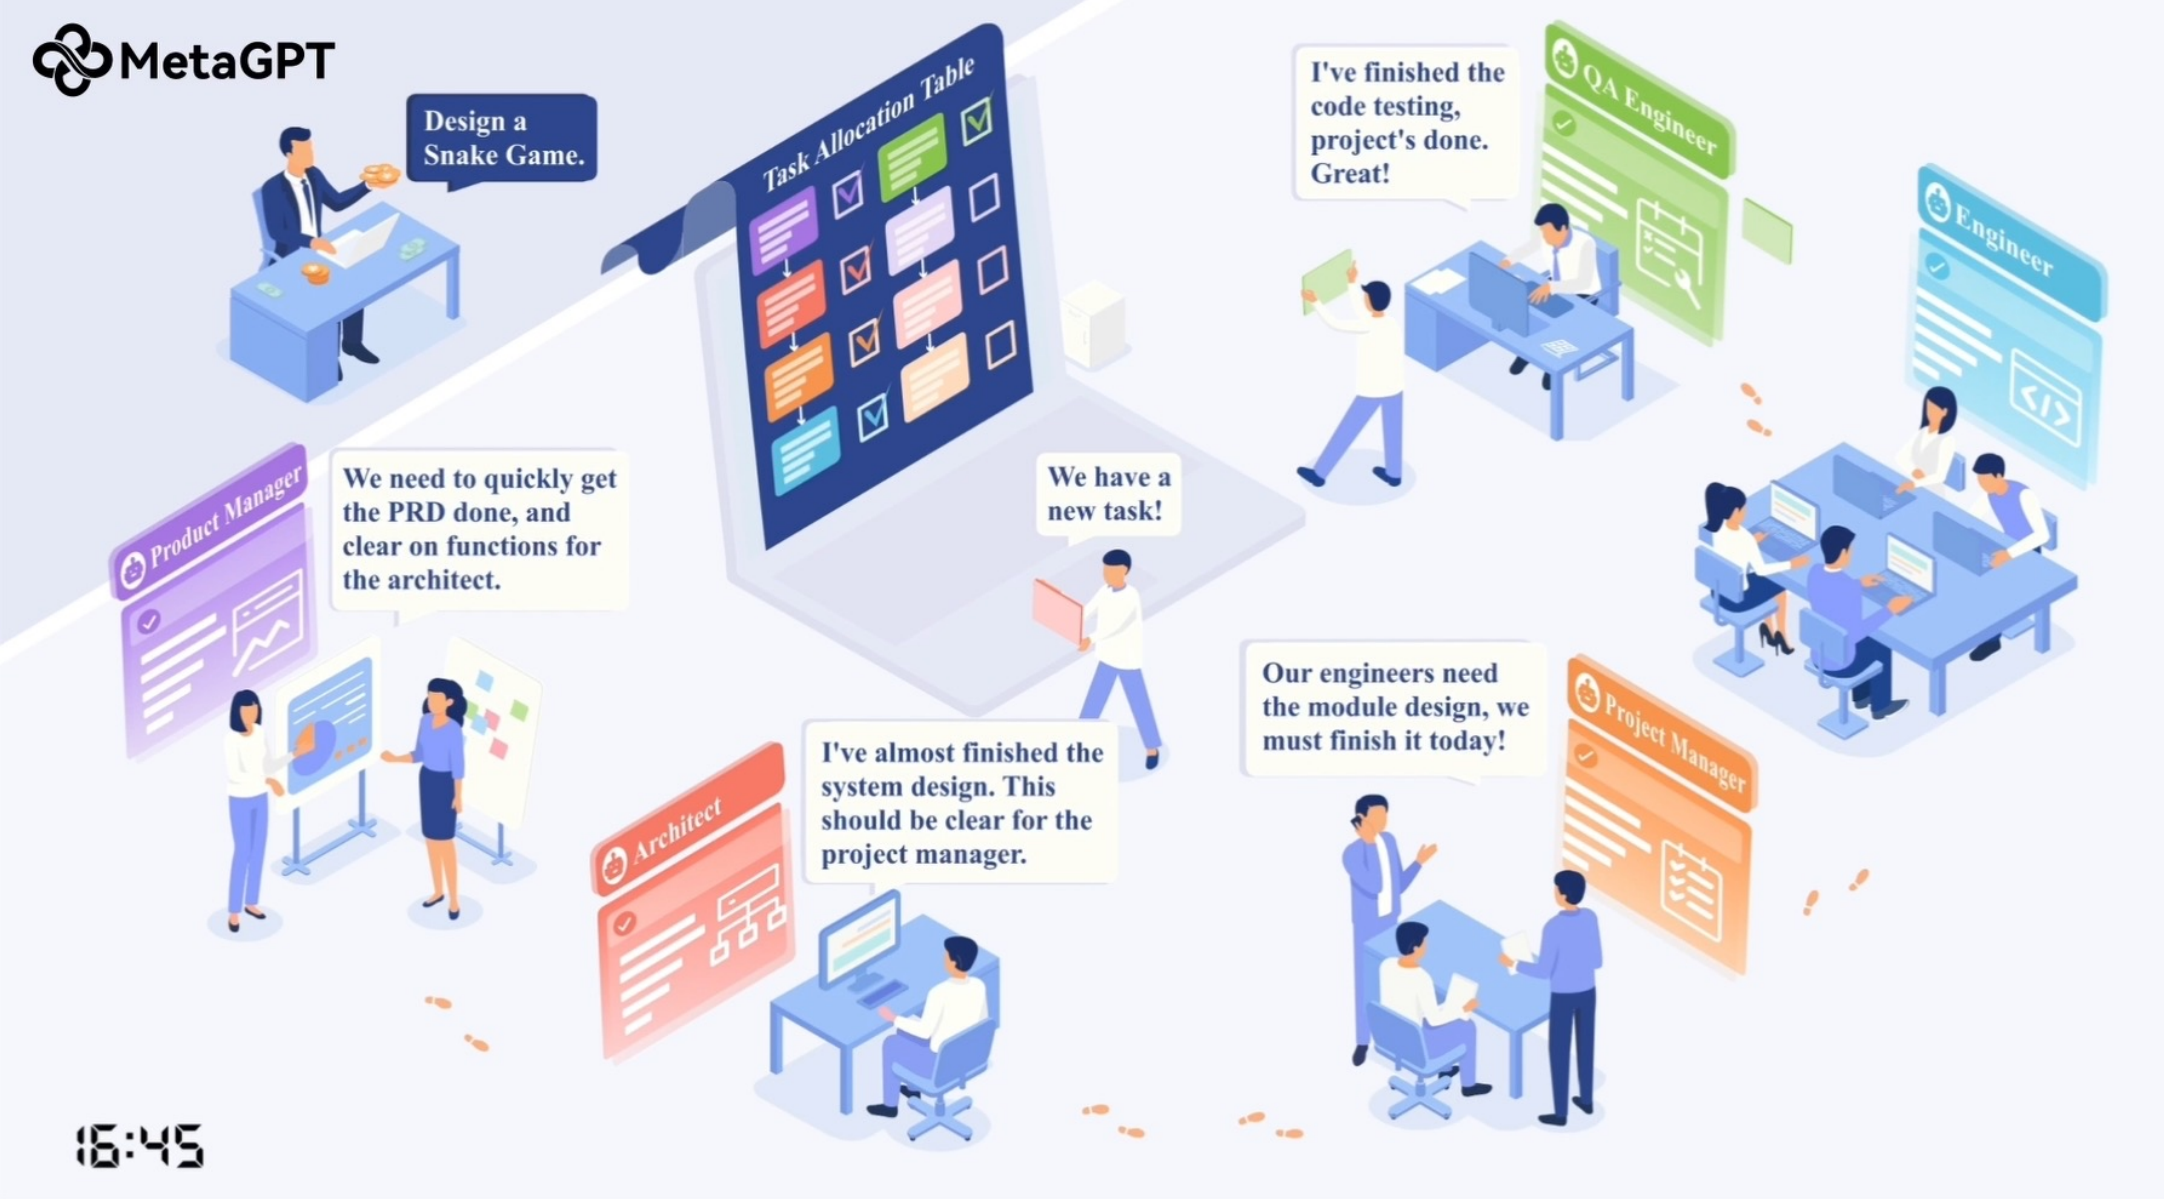 MetaGPT
Design a
Snake Game.
Task Allocation Table
I've finished the
code testing,
project's done.
Great!
QA Engineer
Engineer
Product Manager
We need to quickly get
the PRD done, and
clear on functions for
the architect.
We have a
new task!
Architect
I've almost finished the
system design. This
should be clear for the
project manager.
Our engineers need
the module design, we
must finish it today!
Project Manager
</>
16:45